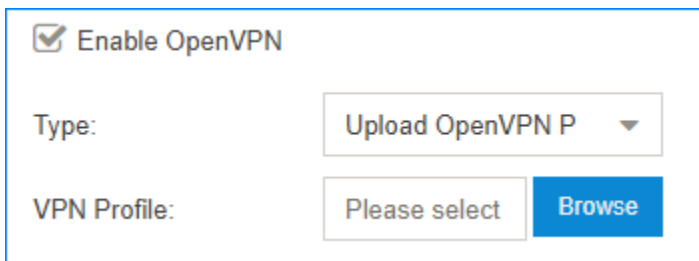 Enable OpenVPN
Type: Upload OpenVPN P
VPN Profile: Please select Browse